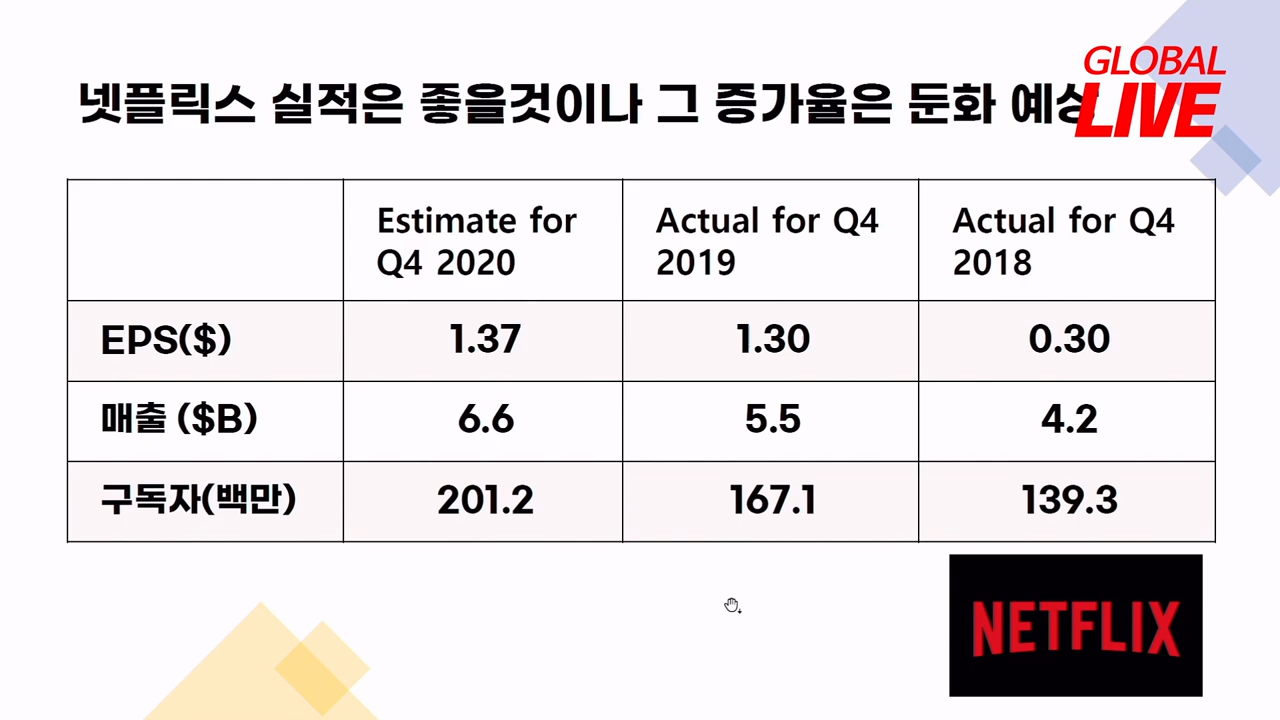 넷플릭스 실적은 좋을것이나 그 증가율은 둔화 예상
GLOBAL
LIVE
Estimate for Q4 2020
Actual for Q4 2019
Actual for Q4 2018
EPS($) 1.37 1.30 0.30
매출 ($B) 6.6 5.5 4.2
구독자(백만) 201.2 167.1 139.3
NETFLIX